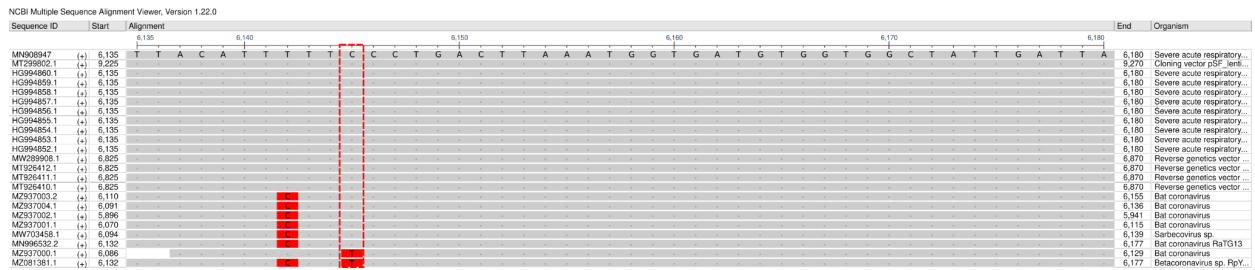 NCBI Multiple Sequence Alignment Viewer, Version 1.22.0
Sequence ID Start Alignment End Organism
6,135 6,140 6,150 6,160 6,170 6,180
MN908947 (+) 6,135 T T A C A T T T T T C C C T G A C T T A A A T G G T G A T G T G G T G G C T A T T G A T T A 6,180 Severe acute respiratory...
MT299802.1 (+) 9,225 9,270 Cloning vector pSF_lenti...
HG994860.1 (+) 6,135 6,180 Severe acute respiratory...
HG994859.1 (+) 6,135 6,180 Severe acute respiratory...
HG994858.1 (+) 6,135 6,180 Severe acute respiratory...
HG994857.1 (+) 6,135 6,180 Severe acute respiratory...
HG994856.1 (+) 6,135 6,180 Severe acute respiratory...
HG994855.1 (+) 6,135 6,180 Severe acute respiratory...
HG994854.1 (+) 6,135 6,180 Severe acute respiratory...
HG994853.1 (+) 6,135 6,180 Severe acute respiratory...
HG994852.1 (+) 6,135 6,180 Severe acute respiratory...
MW289908.1 (+) 6,825 6,870 Reverse genetics vector ...
MT926412.1 (+) 6,825 6,870 Reverse genetics vector ...
MT926411.1 (+) 6,825 6,870 Reverse genetics vector ...
MT926410.1 (+) 6,825 6,870 Reverse genetics vector ...
MZ937003.2 (+) 6,110 C 6,155 Bat coronavirus
MZ937004.1 (+) 6,091 C 6,136 Bat coronavirus
MZ937002.1 (+) 5,896 C 5,941 Bat coronavirus
MZ937001.1 (+) 6,070 C 6,115 Bat coronavirus
MW703458.1 (+) 6,094 C 6,139 Sarbecovirus sp.
MN996532.2 (+) 6,132 C 6,177 Bat coronavirus RaTG13
MZ937000.1 (+) 6,086 T 6,129 Bat coronavirus
MZ081381.1 (+) 6,132 C T 6,177 Betacoronavirus sp. RpY...